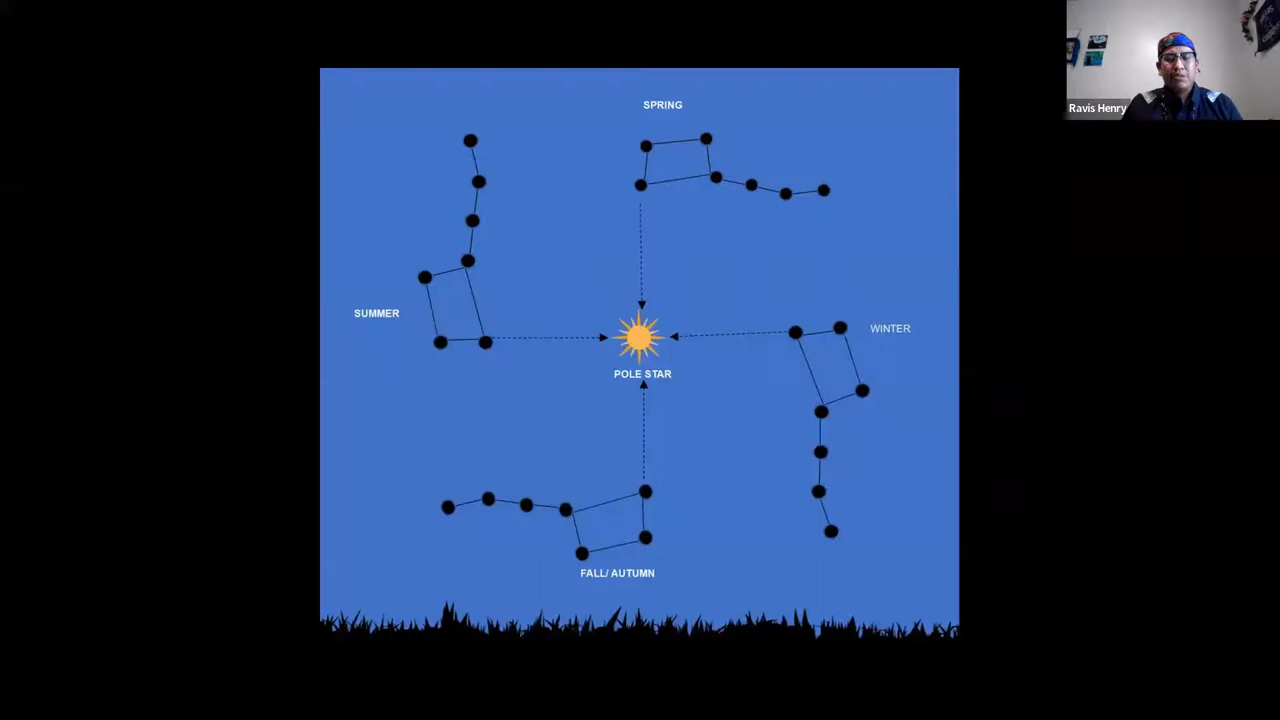 Ravis Henry
SPRING
SUMMER
WINTER
POLE STAR
FALL/ AUTUMN